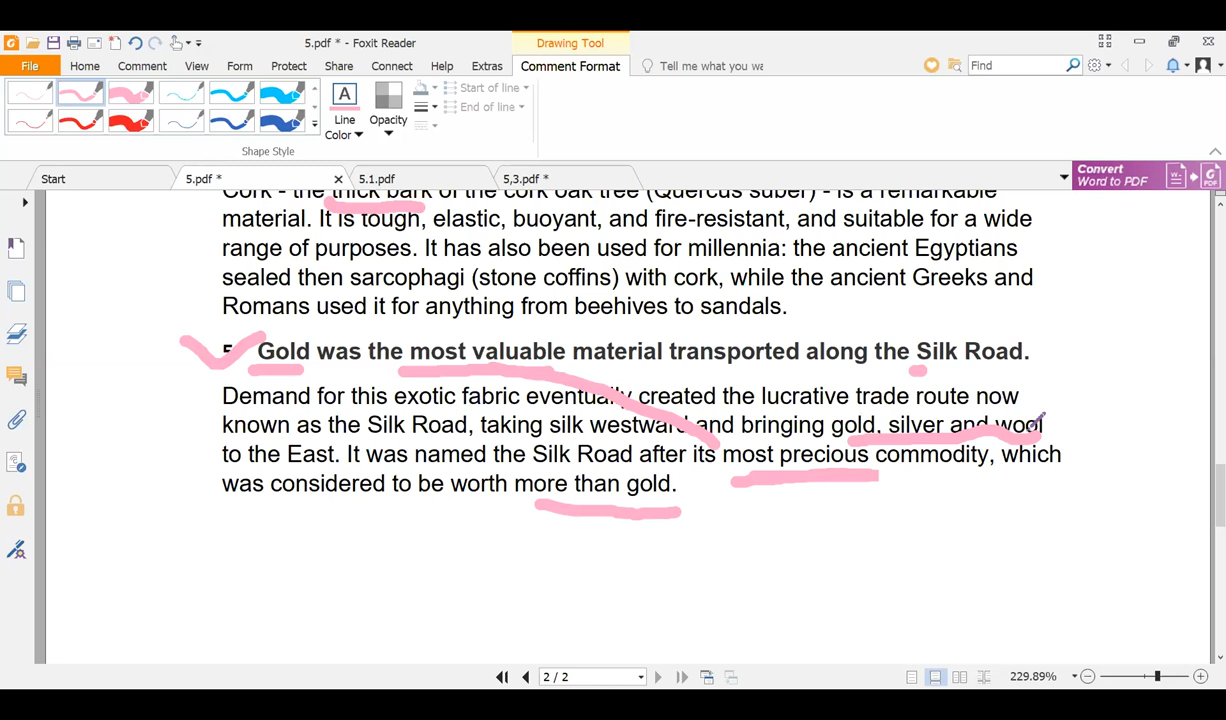 5.pdf * - Foxit Reader
Drawing Tool
File Home Comment View Form Protect Share Connect Help Extras Comment Format Tell me what you wa Find
Line Color
Opacity
Start of line
End of line
Shape Style
Start 5.pdf * 5.1.pdf 5,3.pdf *
Convert
Word to PDF
Cork - the thick bark of the cork oak tree (Quercus suber) - is a remarkable
material. It is tough, elastic, buoyant, and fire-resistant, and suitable for a wide
range of purposes. It has also been used for millennia: the ancient Egyptians
sealed then sarcophagi (stone coffins) with cork, while the ancient Greeks and
Romans used it for anything from beehives to sandals.
5 Gold was the most valuable material transported along the Silk Road.
Demand for this exotic fabric eventually created the lucrative trade route now
known as the Silk Road, taking silk westward and bringing gold, silver and wool
to the East. It was named the Silk Road after its most precious commodity, which
was considered to be worth more than gold.
2 / 2
229.89%